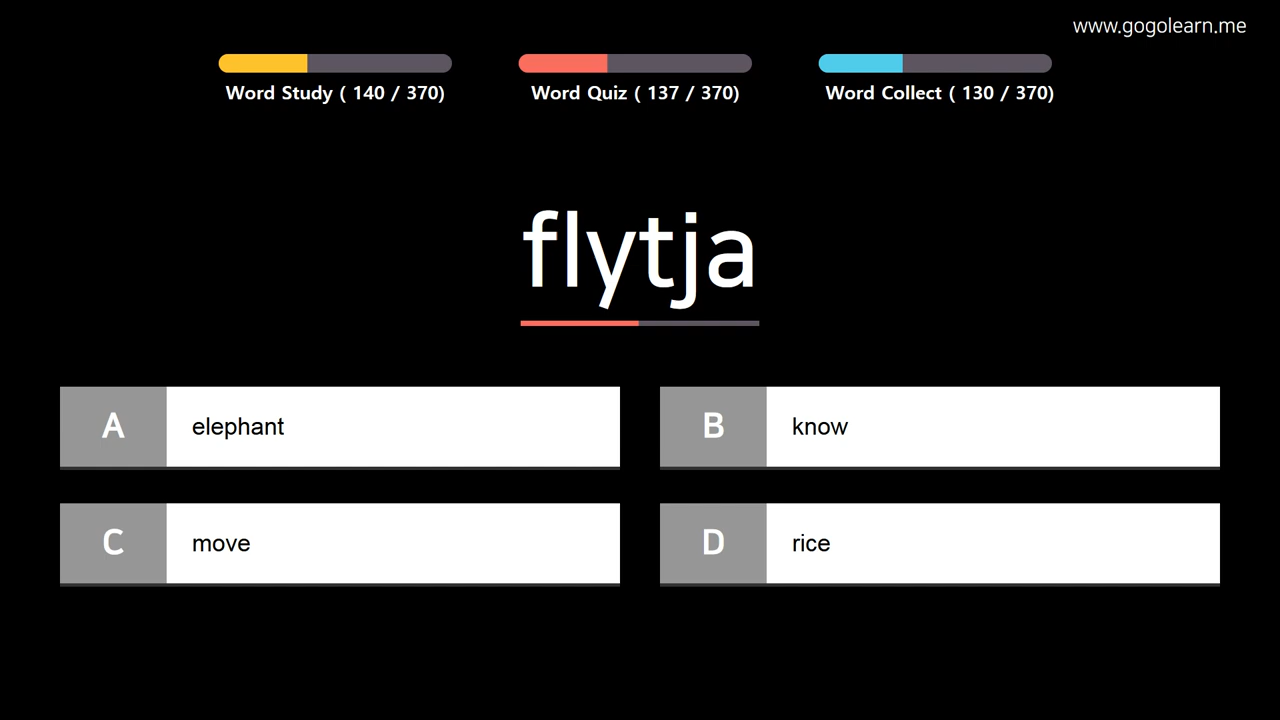 www.gogolearn.me
Word Study ( 140 / 370)
Word Quiz ( 137 / 370)
Word Collect ( 130 / 370)
flytja
A elephant
B know
C move
D rice